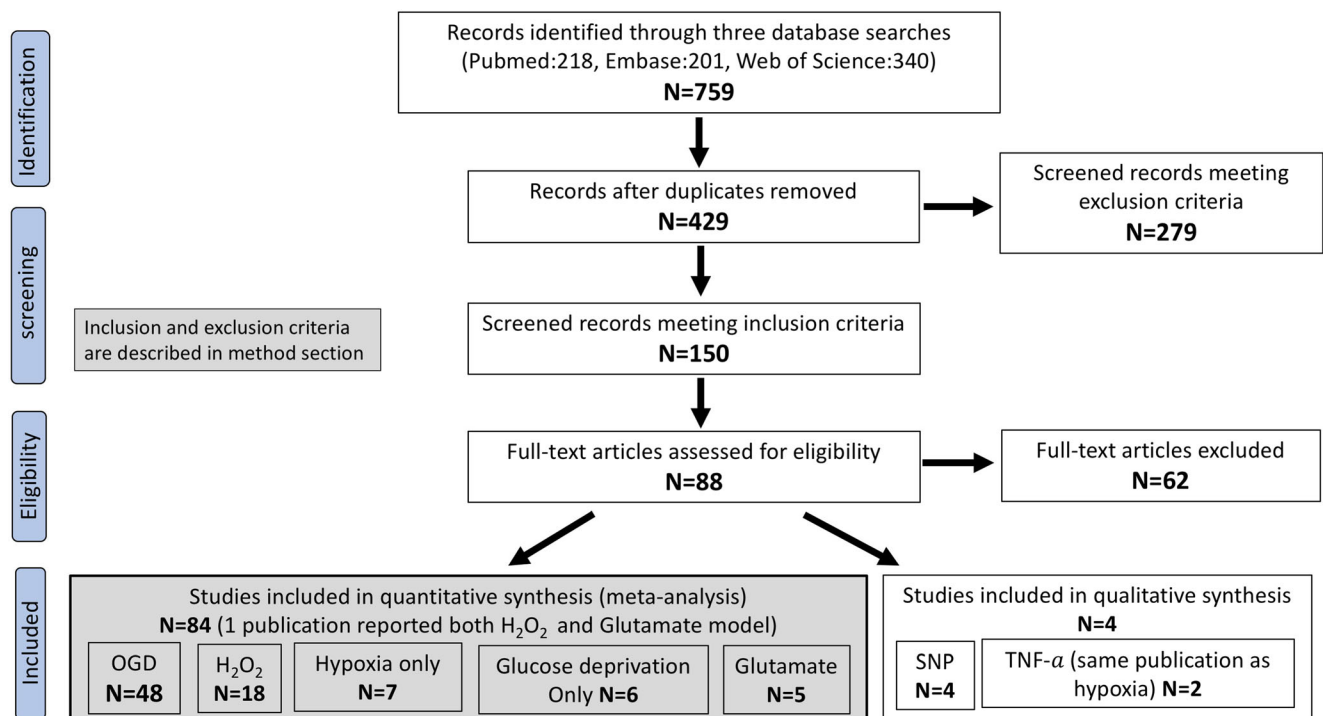 Identification
Records identified through three database searches
(Pubmed:218, Embase:201, Web of Science:340)
N=759
Records after duplicates removed
N=429
Screened records meeting
exclusion criteria
N=279
screening
Inclusion and exclusion criteria
are described in method section
Screened records meeting inclusion criteria
N=150
Eligibility
Full-text articles assessed for eligibility
N=88
Full-text articles excluded
N=62
Included
Studies included in quantitative synthesis (meta-analysis)
N=84 (1 publication reported both H₂O₂ and Glutamate model)
OGD
N=48
H₂O₂
N=18
Hypoxia only
N=7
Glucose deprivation
Only N=6
Glutamate
N=5
Studies included in qualitative synthesis
N=4
SNP
N=4
TNF-α (same publication as
hypoxia) N=2